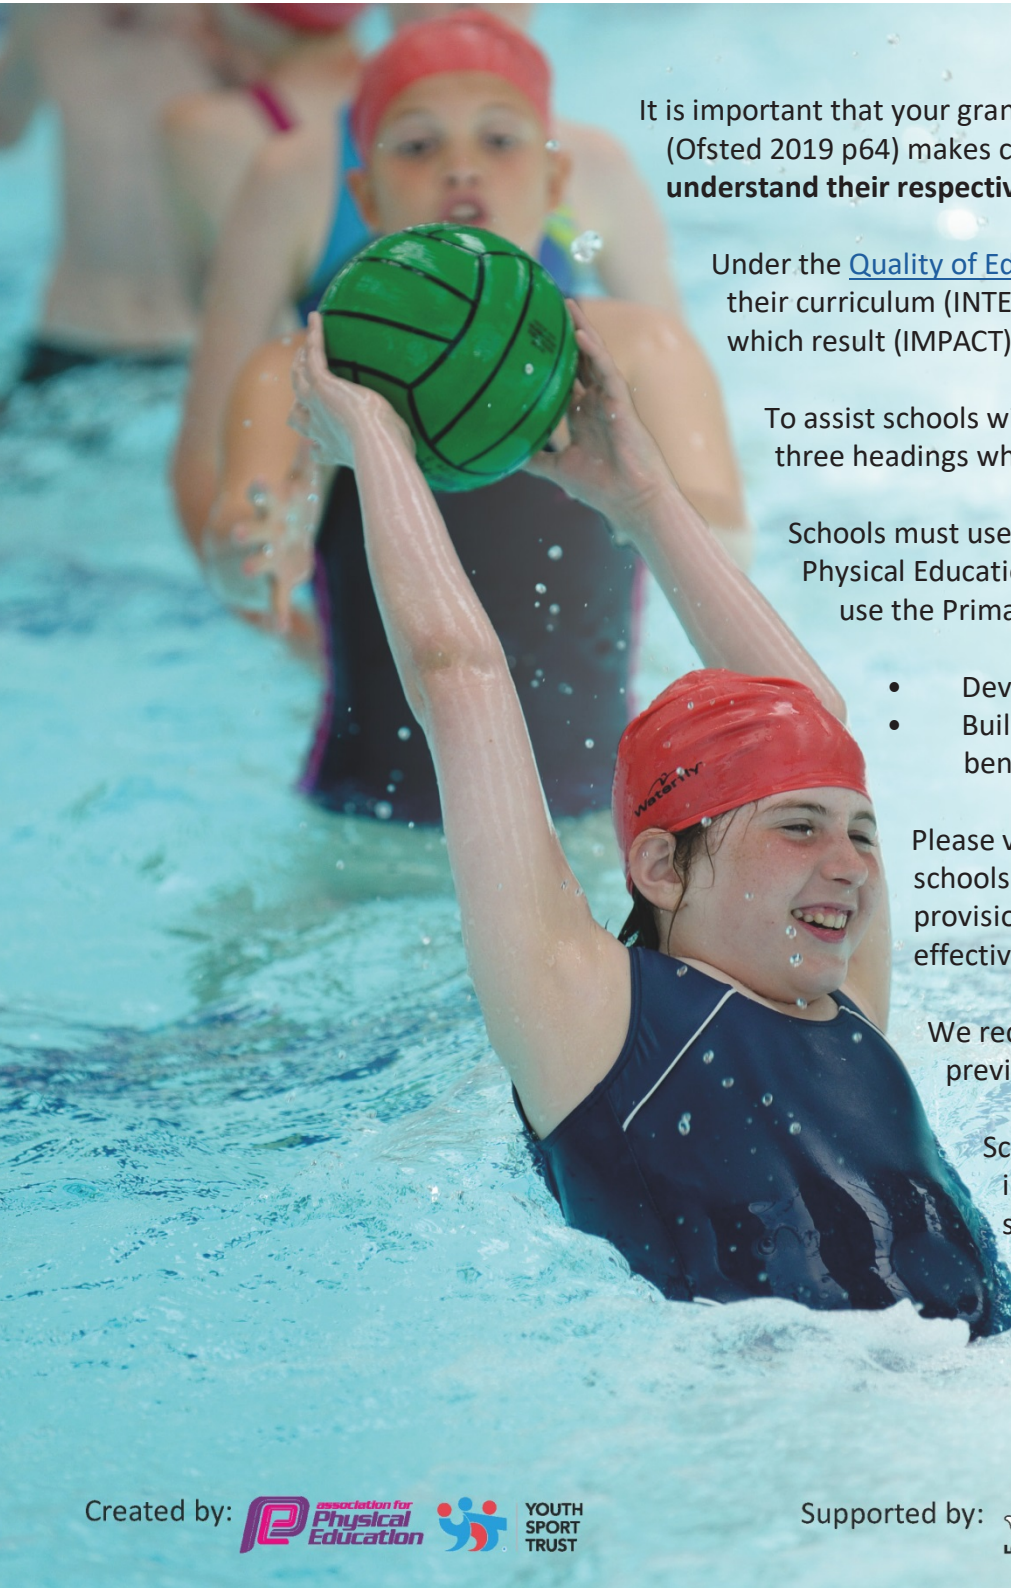 It is important that your gran
(Ofsted 2019 p64) makes c
understand their respectiv
Under the Quality of Ed
their curriculum (INTE
which result (IMPACT)
To assist schools w
three headings wh
Schools must use
Physical Educati
use the Prima
• Dev
• Buil
ben
Please v
schools
provisio
effectiv
We rec
previ
Sc
i
s
Waterfly
Created by:
association for
Physical
Education
YOUTH
SPORT
TRUST
Supported by: